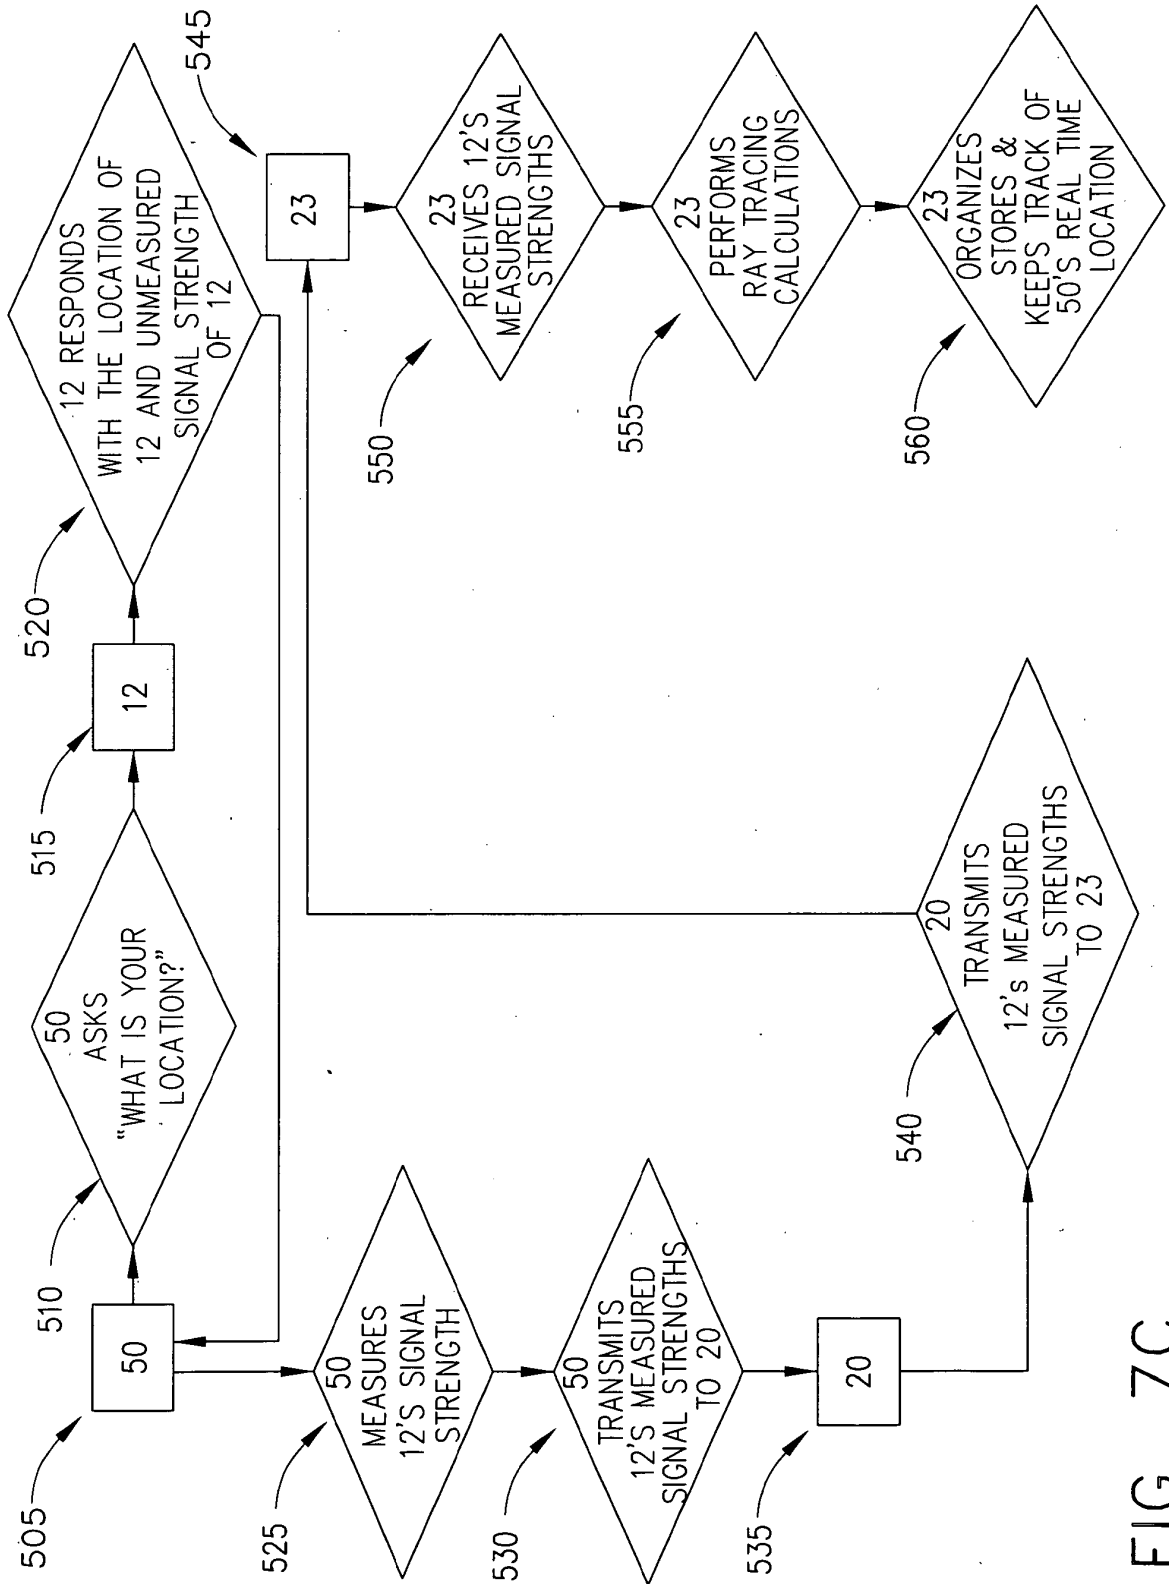 505
50
510
50
ASKS
"WHAT IS YOUR
LOCATION?"
515
12
520
12 RESPONDS
WITH THE LOCATION OF
12 AND UNMEASURED
SIGNAL STRENGTH
OF 12
525
50
MEASURES
12'S SIGNAL
STRENGTH
530
50
TRANSMITS
12'S MEASURED
SIGNAL STRENGTHS
TO 20
535
20
540
20
TRANSMITS
12's MEASURED
SIGNAL STRENGTHS
TO 23
545
23
550
23
RECEIVES 12'S
MEASURED SIGNAL
STRENGTHS
555
23
PERFORMS
RAY TRACING
CALCULATIONS
560
23
ORGANIZES
STORES &
KEEPS TRACK OF
50'S REAL TIME
LOCATION
FIG. 7C